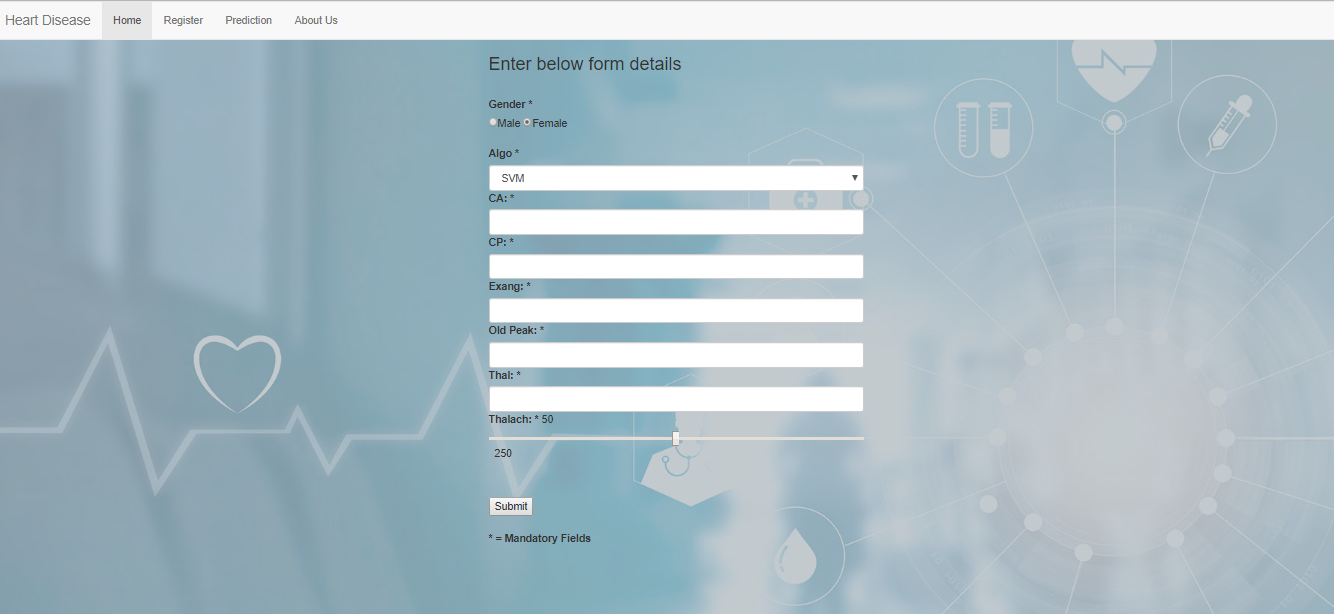 Heart Disease Home Register Prediction About Us
Enter below form details
Gender *
Male Female
Algo *
SVM
CA: *
CP: *
Exang: *
Old Peak: *
Thal: *
Thalach: * 50
250
Submit
* = Mandatory Fields